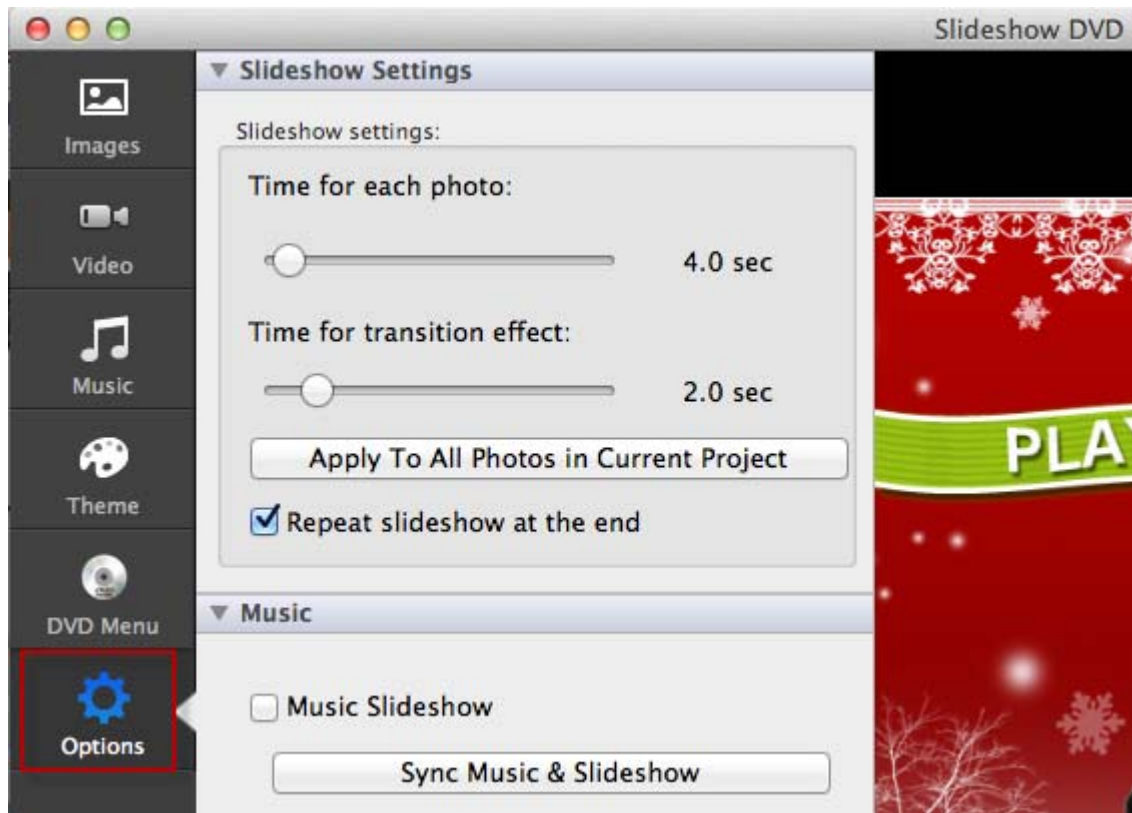 Slideshow DVD
Images
Video
Music
Theme
DVD Menu
Options
Slideshow Settings
Slideshow settings:
Time for each photo:
4.0 sec
Time for transition effect:
2.0 sec
Apply To All Photos in Current Project
Repeat slideshow at the end
Music
Music Slideshow
Sync Music & Slideshow
PLA